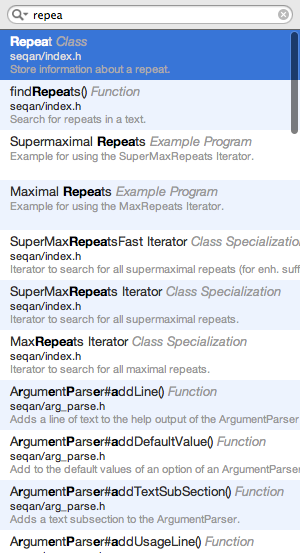 repea
Repeat Class
seqan/index.h
Store information about a repeat.
findRepeats() Function
seqan/index.h
Search for repeats in a text.
Supermaximal Repeats Example Program
Example for using the SuperMaxRepeats Iterator.
Maximal Repeats Example Program
Example for using the MaxRepeats Iterator.
SuperMaxRepeatsFast Iterator Class Specialization
seqan/index.h
Iterator to search for all supermaximal repeats (for enh. suff
SuperMaxRepeats Iterator Class Specialization
seqan/index.h
Iterator to search for all supermaximal repeats.
MaxRepeats Iterator Class Specialization
seqan/index.h
Iterator to search for all maximal repeats.
ArgumentParser#addLine() Function
seqan/arg_parse.h
Adds a line of text to the help output of the ArgumentParser
ArgumentParser#addDefaultValue() Function
seqan/arg_parse.h
Add to the default values of an option of an ArgumentParser
ArgumentParser#addTextSubSection() Function
seqan/arg_parse.h
Adds a text subsection to the ArgumentParser.
ArgumentParser#addUsageLine() Function
seqan/arg_parse.h